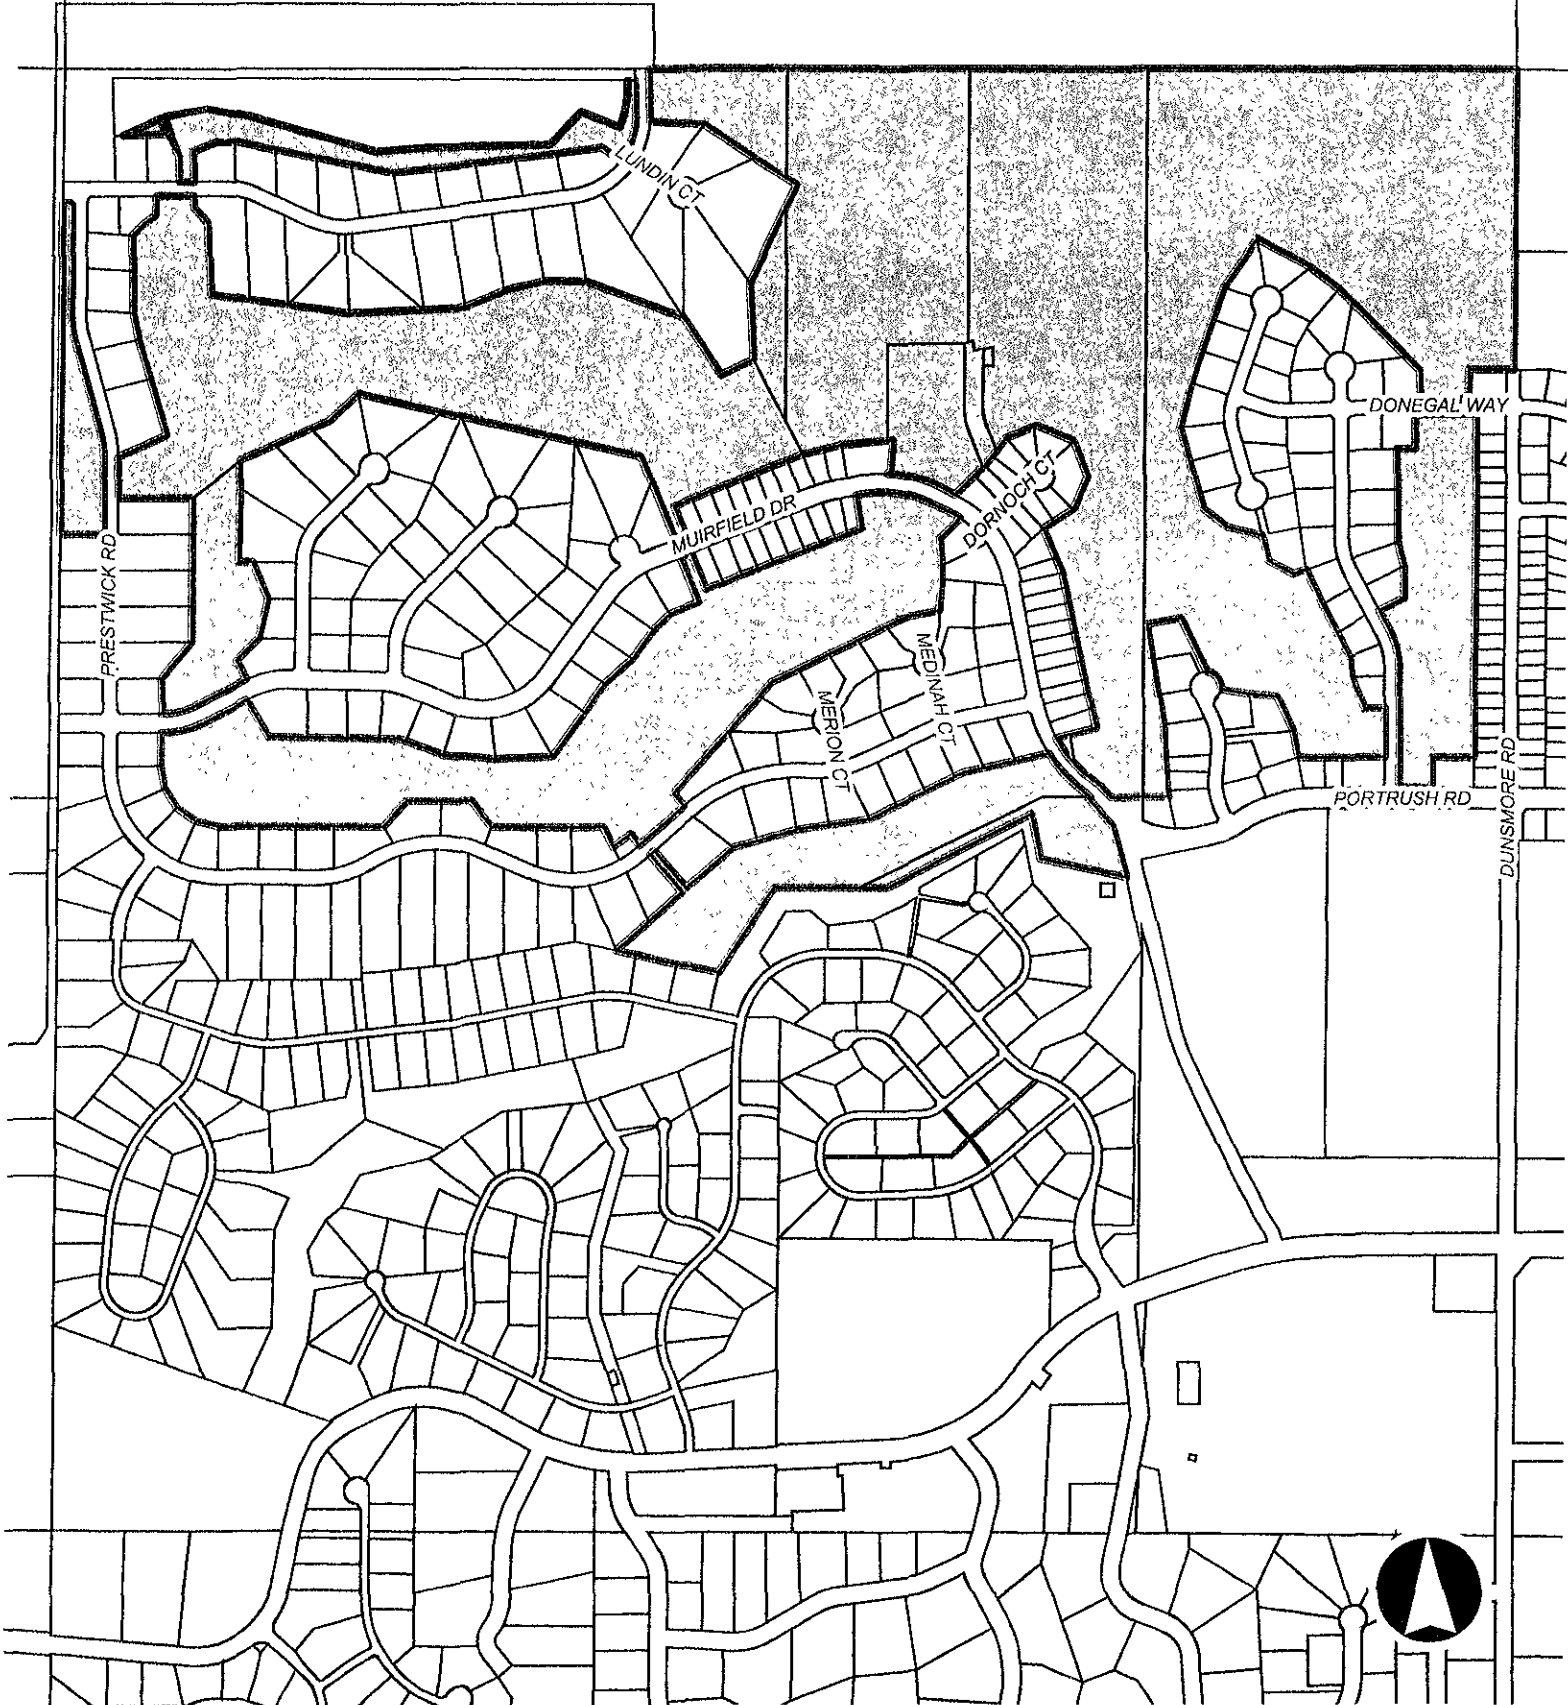 LUNDIN CT
DONEGAL WAY
MUIRFIELD DR
DORNOCH CT
PRESTWICK RD
MEDINAH CT
MERION CT
PORTRUSH RD
DUNSMORE RD